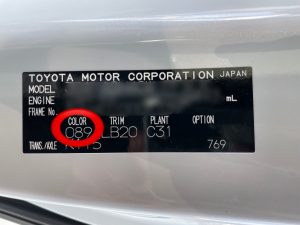 TOYOTA MOTOR CORPORATION JAPAN
MODEL
ENGINE mL
FRAME No.
COLOR TRIM PLANT OPTION
089 LB20 C31
TRANS./AXLE 769